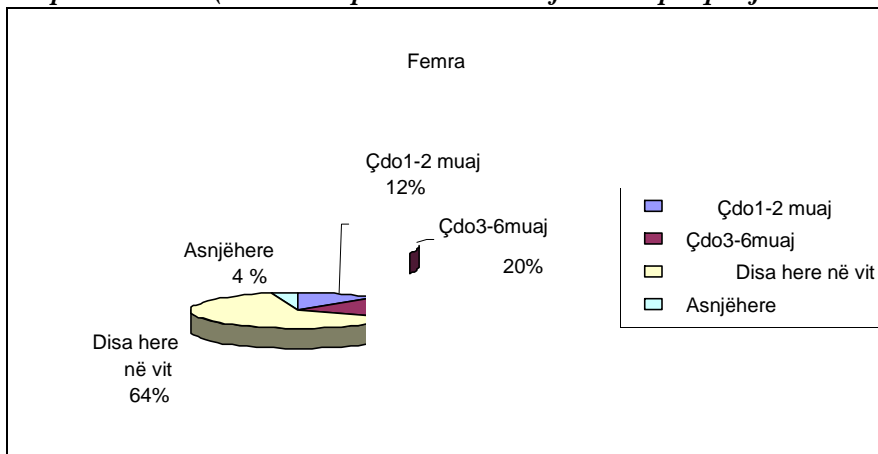 Femra
Çdo1-2 muaj
12%
Çdo3-6muaj
20%
Asnjëhere
4 %
Disa here
në vit
64%
Çdo1-2 muaj
Çdo3-6muaj
Disa here në vit
Asnjëhere